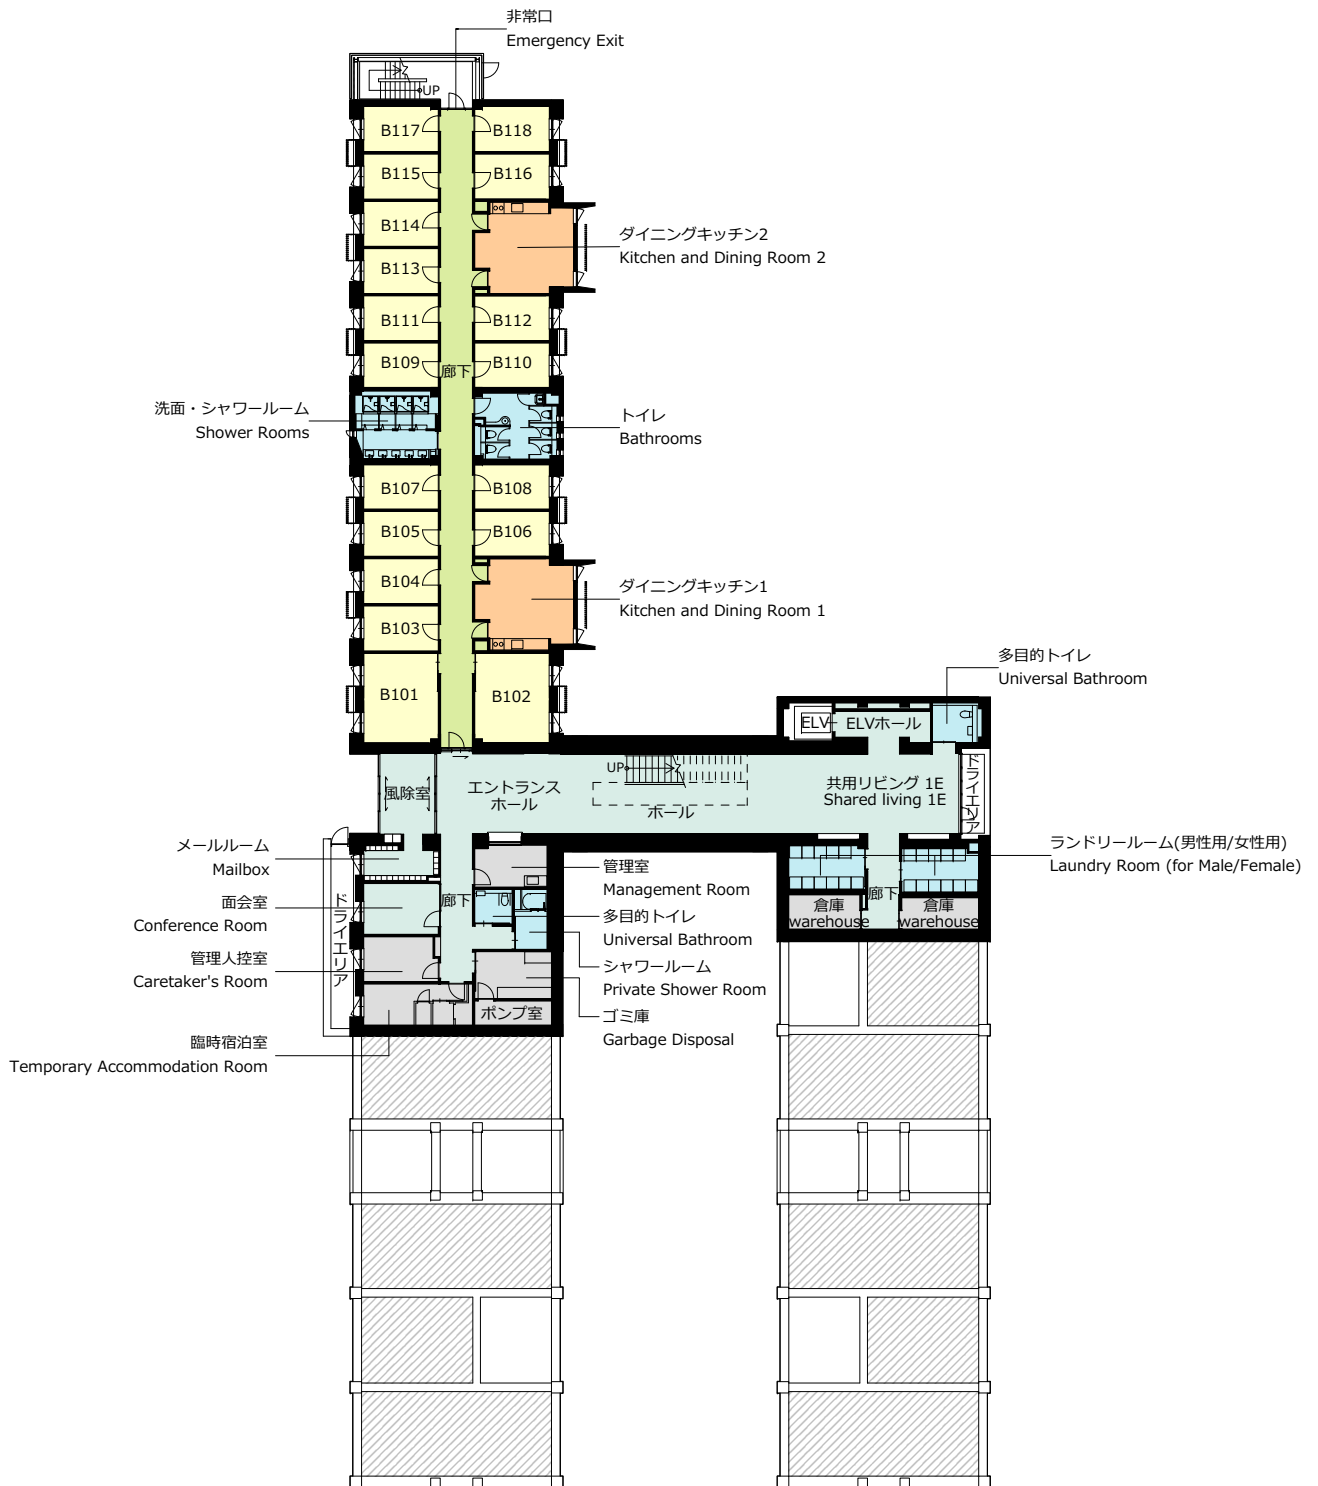 非常口
Emergency Exit
UP
B117
B118
B115
B116
B114
ダイニングキッチン2
Kitchen and Dining Room 2
B113
B111
B112
B109
B110
廊下
洗面・シャワールーム
Shower Rooms
トイレ
Bathrooms
B107
B108
B105
B106
B104
ダイニングキッチン1
Kitchen and Dining Room 1
B103
B101
B102
多目的トイレ
Universal Bathroom
ELV
ELVホール
UP
風除室
エントランス
ホール
ホール
共用リビング 1E
Shared living 1E
ドライエリア
メールルーム
Mailbox
面会室
Conference Room
管理人控室
Caretaker's Room
臨時宿泊室
Temporary Accommodation Room
ドライエリア
廊下
ポンプ室
管理室
Management Room
多目的トイレ
Universal Bathroom
シャワールーム
Private Shower Room
ゴミ庫
Garbage Disposal
ランドリールーム(男性用/女性用)
Laundry Room (for Male/Female)
倉庫
warehouse
廊下
倉庫
warehouse